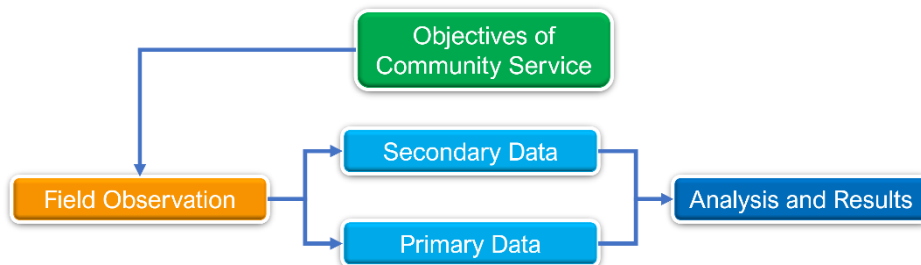 Objectives of
Community Service
Secondary Data
Field Observation
Analysis and Results
Primary Data